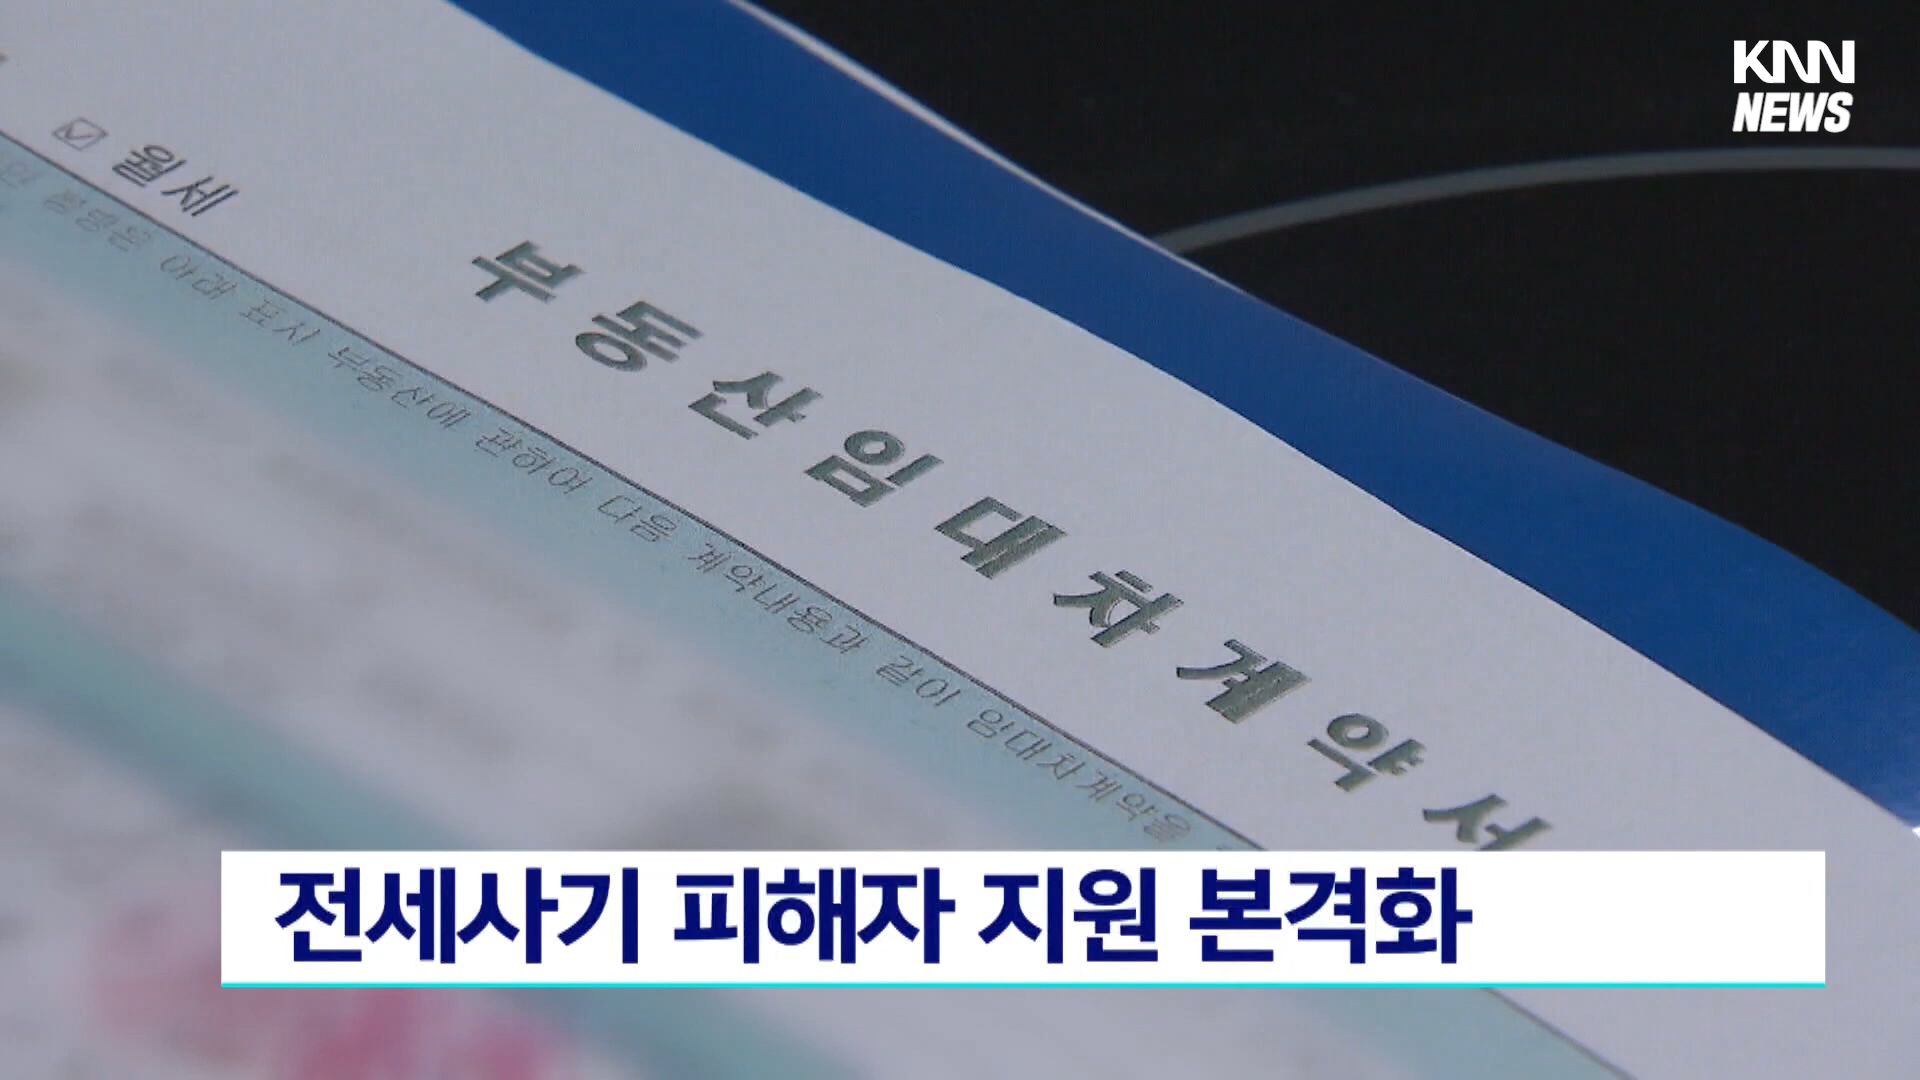 KNN
NEWS
월세
부동산임대차계약서
아래 표시 부동산에 관하여 다음 계약내용과 같이 임대차계약을
전세사기 피해자 지원 본격화